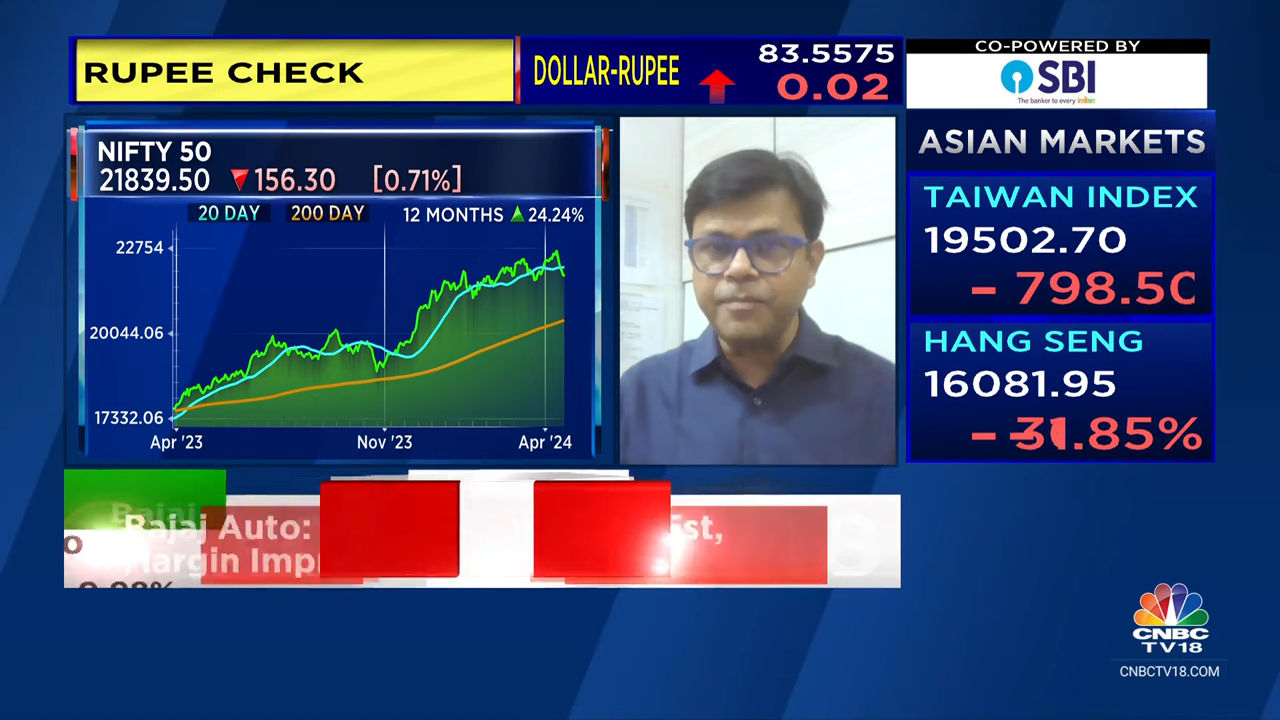 RUPEE CHECK
DOLLAR-RUPEE
83.5575
0.02
CO-POWERED BY
SBI
The banker to every Indian
NIFTY 50
21839.50 156.30 [0.71%]
20 DAY 200 DAY 12 MONTHS 24.24%
22754
20044.06
17332.06
Apr '23 Nov '23 Apr '24
ASIAN MARKETS
TAIWAN INDEX
19502.70
- 798.50
HANG SENG
16081.95
Bajaj Auto:
CNBC
TV18
CNBCTV18.COM